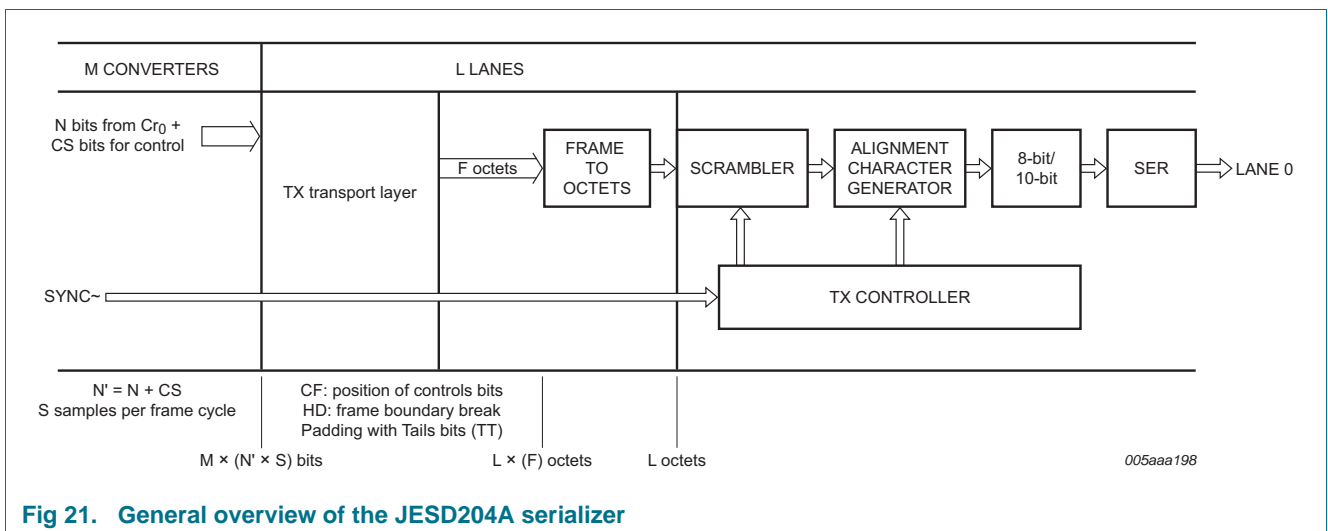 M CONVERTERS
L LANES
N bits from Cr0 +
CS bits for control
TX transport layer
F octets
FRAME
TO
OCTETS
SCRAMBLER
ALIGNMENT
CHARACTER
GENERATOR
8-bit/
10-bit
SER
LANE 0
SYNC~
TX CONTROLLER
N' = N + CS
S samples per frame cycle
CF: position of controls bits
HD: frame boundary break
Padding with Tails bits (TT)
M × (N' × S) bits
L × (F) octets
L octets
005aaa198
Fig 21. General overview of the JESD204A serializer